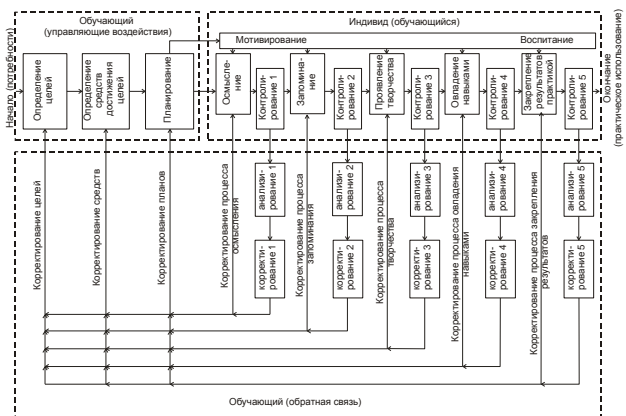 Обучающий
(управляющие воздействия)
Индивид (обучающийся)
Мотивирование
Воспитание
Начало (потребности)
Определение
целей
Определение
средств
достижения
целей
Планирование
Осмысление
Контроли-
рование 1
Запомина-
ние
Контроли-
рование 2
Проявление
творчества
Контроли-
рование 3
Овладение
навыками
Контроли-
рование 4
Закрепление
результатов
практикой
Контроли-
рование 5
Окончание
(практическое использование)
Корректирование целей
Корректирование средств
Корректирование планов
Корректирование процесса
осмысления
анализи-
рование 1
корректи-
рование 1
Корректирование процесса
запоминания
анализи-
рование 2
корректи-
рование 2
Корректирование процесса
творчества
анализи-
рование 3
корректи-
рование 3
Корректирование процесса овладения
навыками
анализи-
рование 4
корректи-
рование 4
Корректирование процесса закрепления
результатов
анализи-
рование 5
корректи-
рование 5
Обучающий (обратная связь)